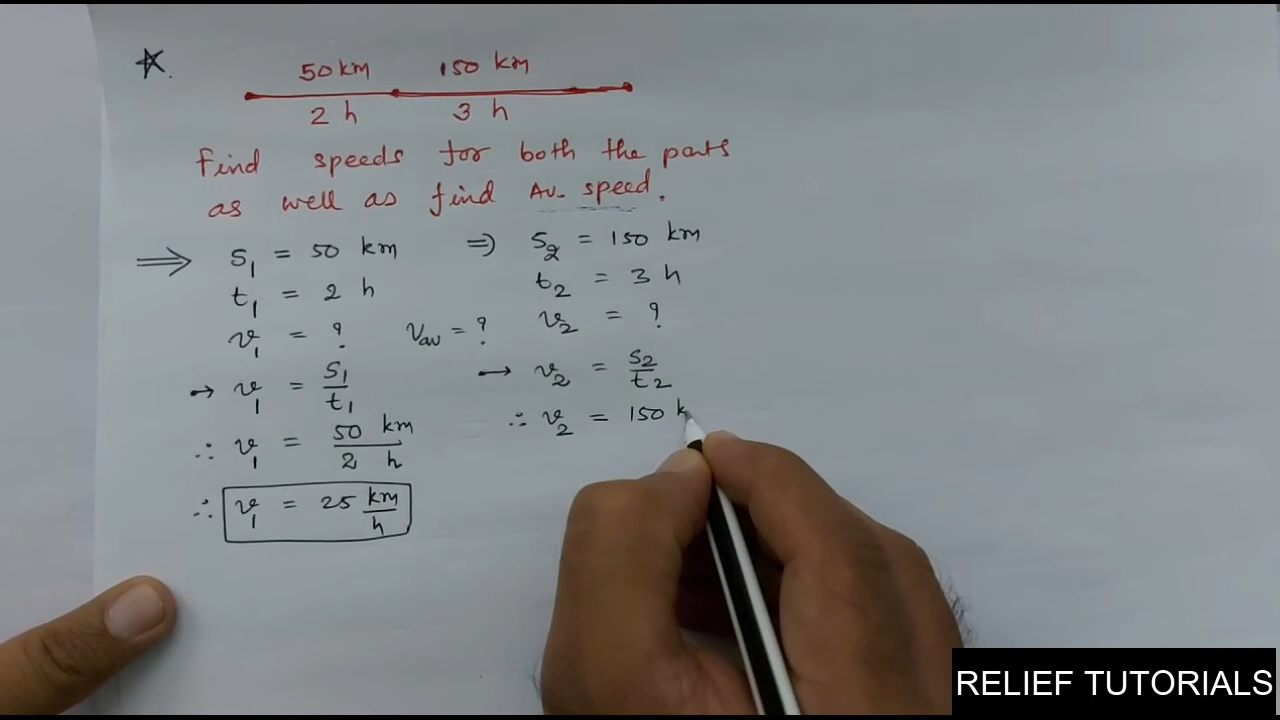 50 km 150 km
2 h 3 h
Find speeds for both the parts
as well as find Av. speed.
⇒ S1 = 50 km
t1 = 2 h
v1 = ? Vav = ?
→ v1 = S1/t1
∴ v1 = 50 km / 2 h
∴ v1 = 25 km/h
⇒ S2 = 150 km
t2 = 3 h
v2 = ?
→ v2 = S2/t2
∴ v2 = 150 k
RELIEF TUTORIALS